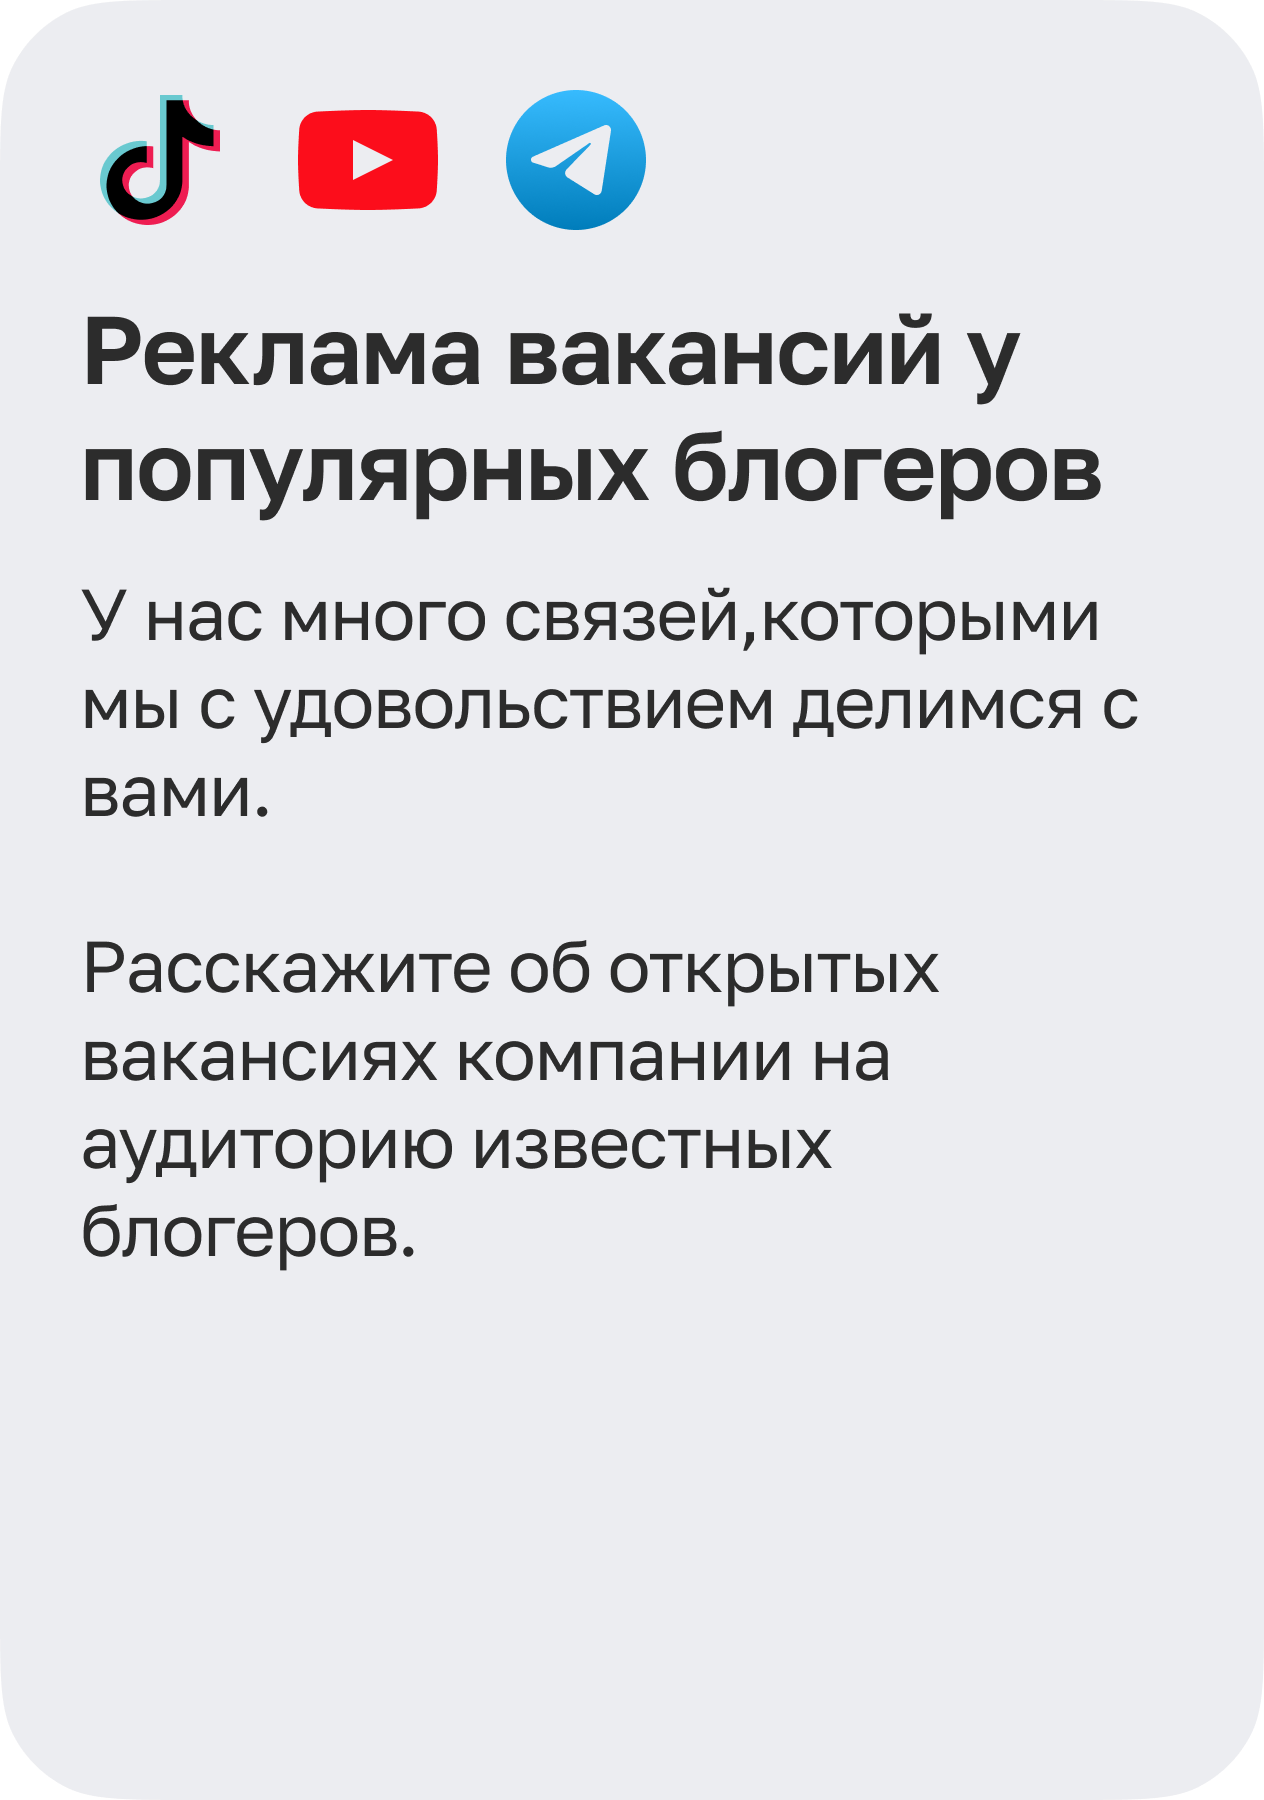 Реклама вакансий у
популярных блогеров
У нас много связей,которыми
мы с удовольствием делимся с
вами.
Расскажите об открытых
вакансиях компании на
аудиторию известных
блогеров.